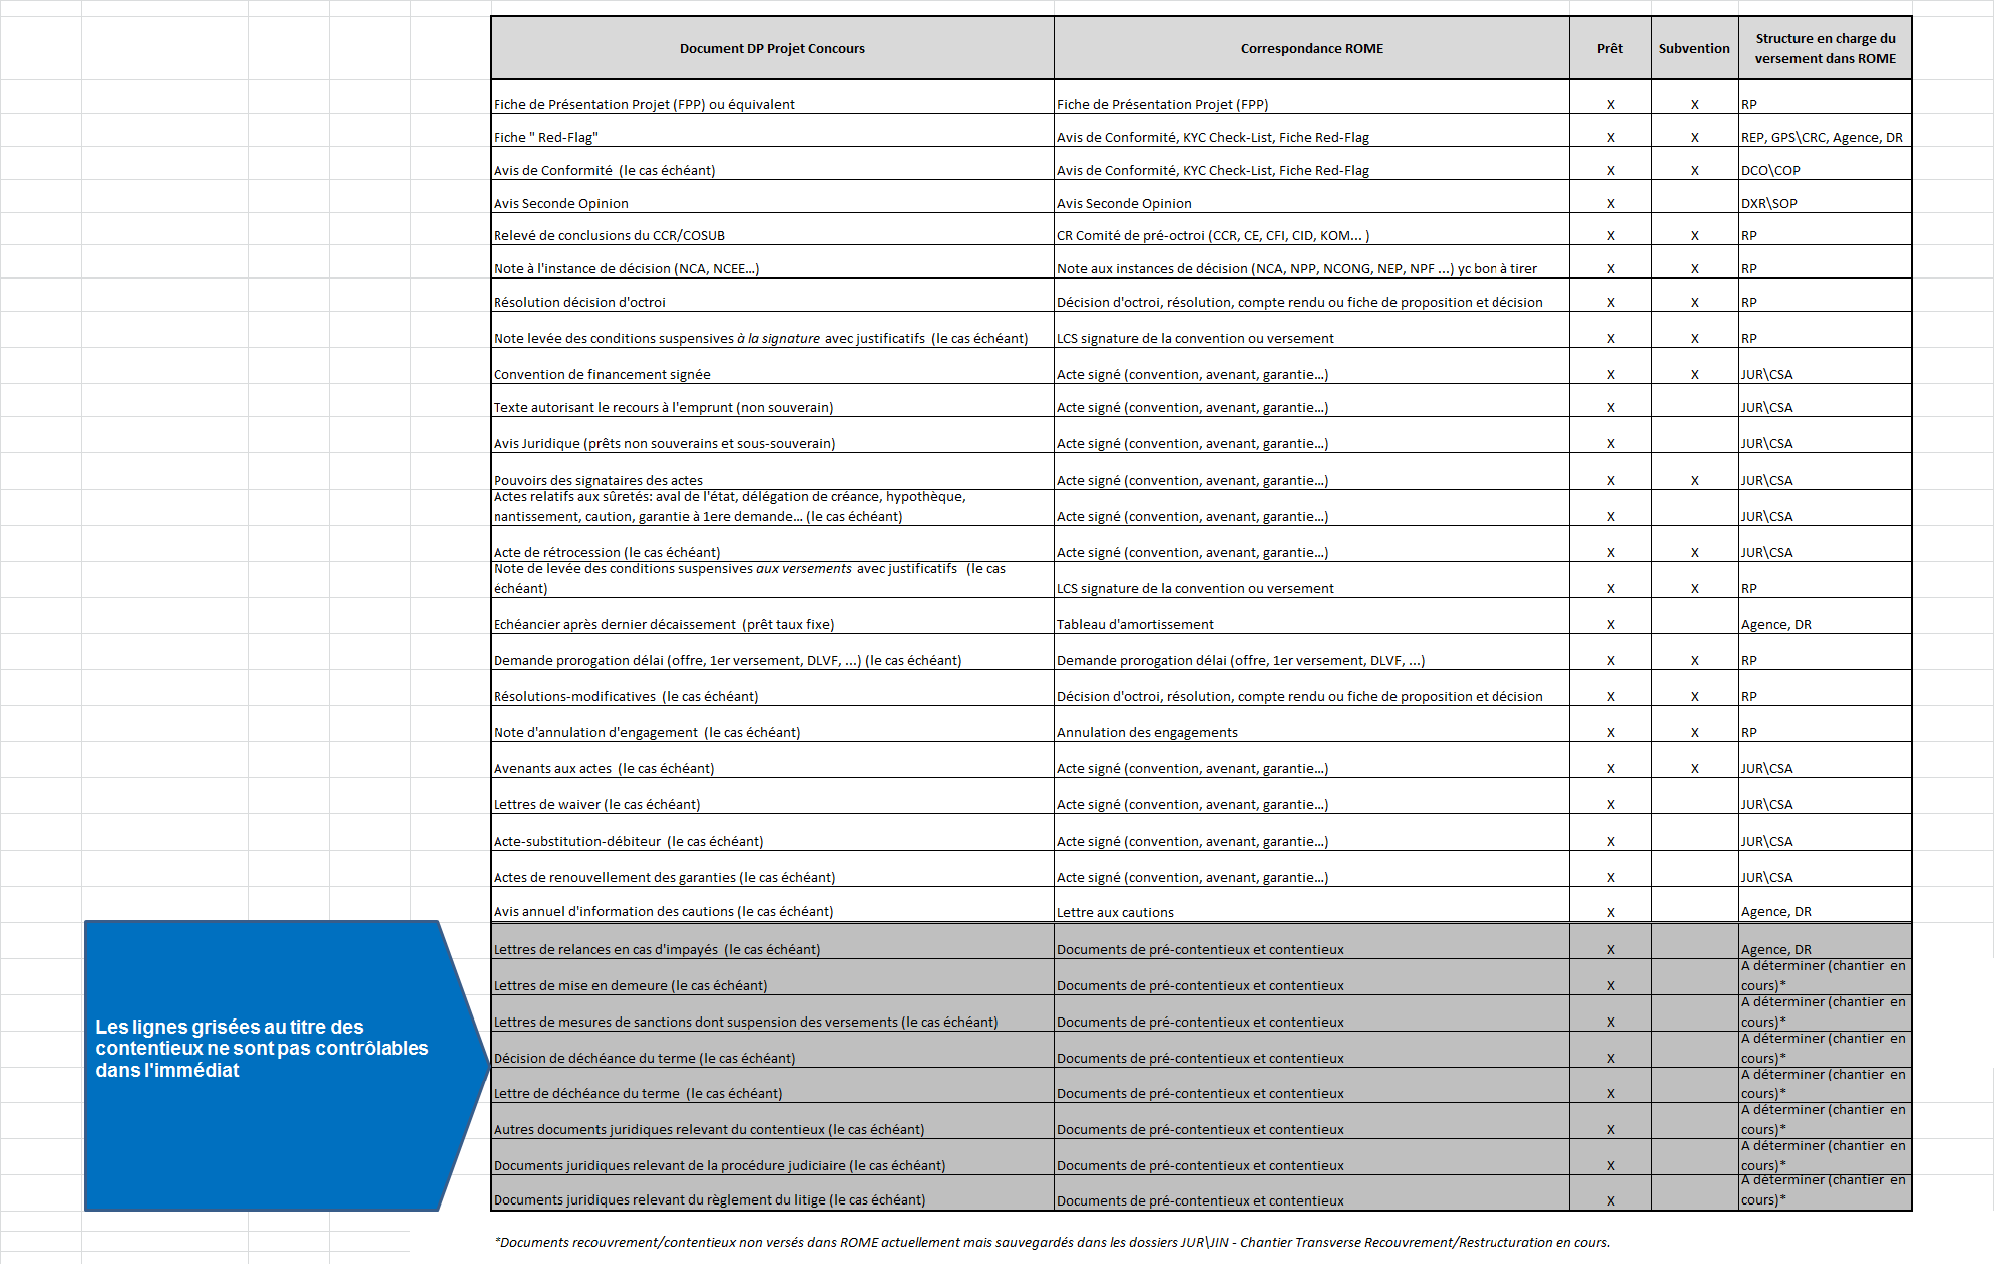 Document DP Projet Concours | Correspondance ROME | Prêt | Subvention | Structure en charge du versement dans ROME
Fiche de Présentation Projet (FPP) ou équivalent | Fiche de Présentation Projet (FPP) | X | X | RP
Fiche " Red-Flag" | Avis de Conformité, KYC Check-List, Fiche Red-Flag | X | X | REP, GPS\CRC, Agence, DR
Avis de Conformité (le cas échéant) | Avis de Conformité, KYC Check-List, Fiche Red-Flag | X | X | DCO\COP
Avis Seconde Opinion | Avis Seconde Opinion | X | | DXR\SOP
Relevé de conclusions du CCR/COSUB | CR Comité de pré-octroi (CCR, CE, CFI, CID, KOM... ) | X | X | RP
Note à l'instance de décision (NCA, NCEE...) | Note aux instances de décision (NCA, NPP, NCONG, NEIP, NPF ...) yc bon à tirer | X | X | RP
Résolution décision d'octroi | Décision d'octroi, résolution, compte rendu ou fiche de proposition et décision | X | X | RP
Note levée des conditions suspensives à la signature avec justificatifs (le cas échéant) | LCS signature de la convention ou versement | X | X | RP
Convention de financement signée | Acte signé (convention, avenant, garantie...) | X | X | JUR\CSA
Texte autorisant le recours à l'emprunt (non souverain) | Acte signé (convention, avenant, garantie...) | X | | JUR\CSA
Avis Juridique (prêts non souverains et sous-souverain) | Acte signé (convention, avenant, garantie...) | X | | JUR\CSA
Pouvoirs des signataires des actes | Acte signé (convention, avenant, garantie...) | X | X | JUR\CSA
Actes relatifs aux sûretés: aval de l'état, délégation de créance, hypothèque,
nantissement, caution, garantie à 1ere demande... (le cas échéant) | Acte signé (convention, avenant, garantie...) | X | | JUR\CSA
Acte de rétrocession (le cas échéant) | Acte signé (convention, avenant, garantie...) | X | X | JUR\CSA
Note de levée des conditions suspensives aux versements avec justificatifs (le cas
échéant) | LCS signature de la convention ou versement | X | X | RP
Echéancier après dernier décaissement (prêt taux fixe) | Tableau d'amortissement | X | | Agence, DR
Demande prorogation délai (offre, 1er versement, DLVF, ...) (le cas échéant) | Demande prorogation délai (offre, 1er versement, DLVF, ...) | X | X | RP
Résolutions-modificatives (le cas échéant) | Décision d'octroi, résolution, compte rendu ou fiche de proposition et décision | X | X | RP
Note d'annulation d'engagement (le cas échéant) | Annulation des engagements | X | X | RP
Avenants aux actes (le cas échéant) | Acte signé (convention, avenant, garantie...) | X | X | JUR\CSA
Lettres de waiver (le cas échéant) | Acte signé (convention, avenant, garantie...) | X | | JUR\CSA
Acte-substitution-débiteur (le cas échéant) | Acte signé (convention, avenant, garantie...) | X | | JUR\CSA
Actes de renouvellement des garanties (le cas échéant) | Acte signé (convention, avenant, garantie...) | X | | JUR\CSA
Avis annuel d'information des cautions (le cas échéant) | Lettre aux cautions | X | | Agence, DR
Lettres de relances en cas d'impayés (le cas échéant) | Documents de pré-contentieux et contentieux | X | | Agence, DR
Lettres de mise en demeure (le cas échéant) | Documents de pré-contentieux et contentieux | X | | A déterminer (chantier en cours)*
Lettres de mesures de sanctions dont suspension des versements (le cas échéant) | Documents de pré-contentieux et contentieux | X | | A déterminer (chantier en cours)*
Décision de déchéance du terme (le cas échéant) | Documents de pré-contentieux et contentieux | X | | A déterminer (chantier en cours)*
Lettre de déchéance du terme (le cas échéant) | Documents de pré-contentieux et contentieux | X | | A déterminer (chantier en cours)*
Autres documents juridiques relevant du contentieux (le cas échéant) | Documents de pré-contentieux et contentieux | X | | A déterminer (chantier en cours)*
Documents juridiques relevant de la procédure judiciaire (le cas échéant) | Documents de pré-contentieux et contentieux | X | | A déterminer (chantier en cours)*
Documents juridiques relevant du règlement du litige (le cas échéant) | Documents de pré-contentieux et contentieux | X | | A déterminer (chantier en cours)*
Les lignes grisées au titre des
contentieux ne sont pas contrôlables
dans l'immédiat
*Documents recouvrement/contentieux non versés dans ROME actuellement mais sauvegardés dans les dossiers JUR\JIN - Chantier Transverse Recouvrement/Restructuration en cours.